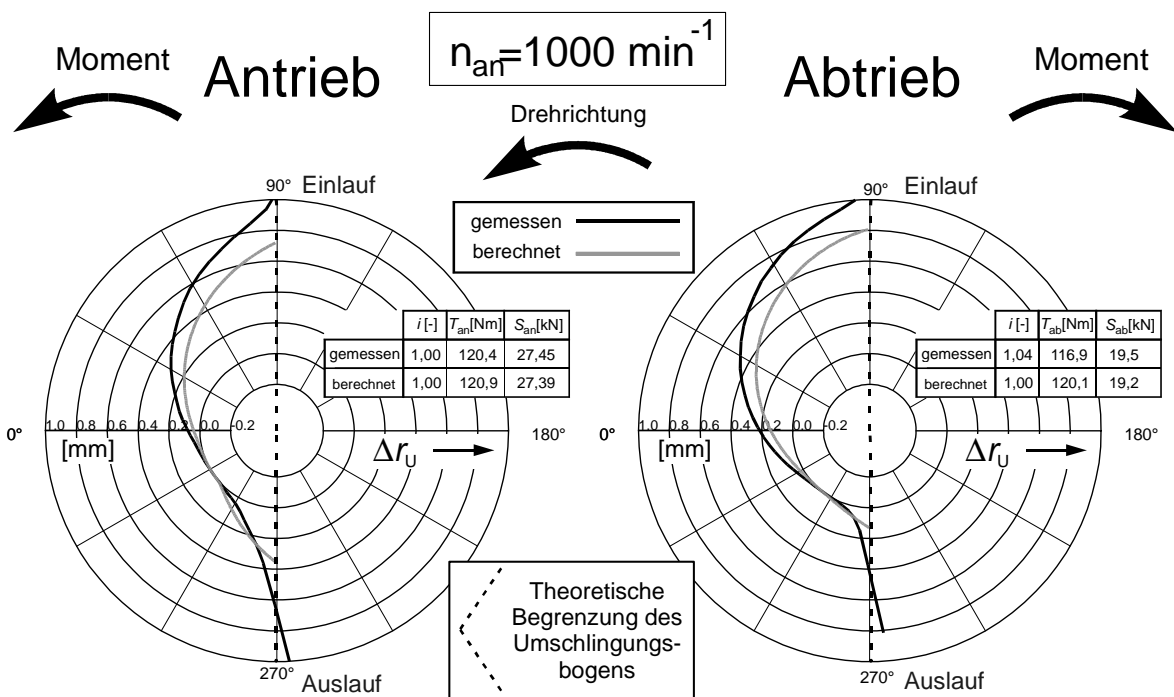 n_an=1000 min^-1
Moment
Antrieb
Abtrieb
Moment
Drehrichtung
gemessen
berechnet
90° Einlauf
i [-] T_an[Nm] S_an[kN]
gemessen 1,00 120,4 27,45
berechnet 1,00 120,9 27,39
0° 1.0 0.8 0.6 0.4 0.2 0.0 -0.2 180°
[mm] Δr_U
270° Auslauf
90° Einlauf
i [-] T_ab[Nm] S_ab[kN]
gemessen 1,04 116,9 19,5
berechnet 1,00 120,1 19,2
0° 1.0 0.8 0.6 0.4 0.2 0.0 -0.2 180°
[mm] Δr_U
270° Auslauf
Theoretische
Begrenzung des
Umschlingungs-
bogens